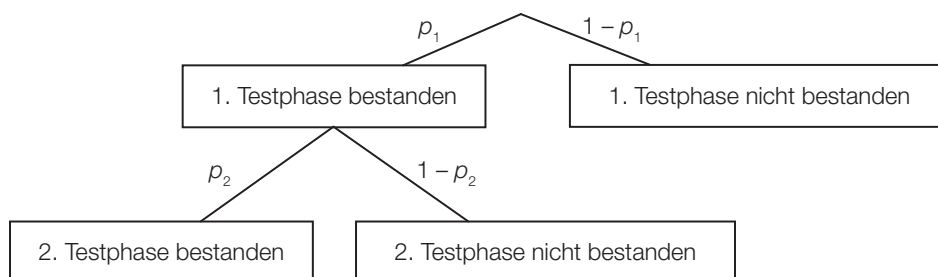 p₁ 1 – p₁
1. Testphase bestanden 1. Testphase nicht bestanden
p₂ 1 – p₂
2. Testphase bestanden 2. Testphase nicht bestanden